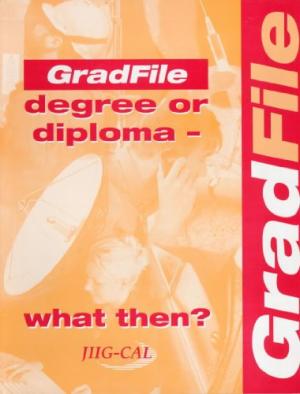 GradFile
degree or
diploma –
what then?
JIIG-CAL
GradFile